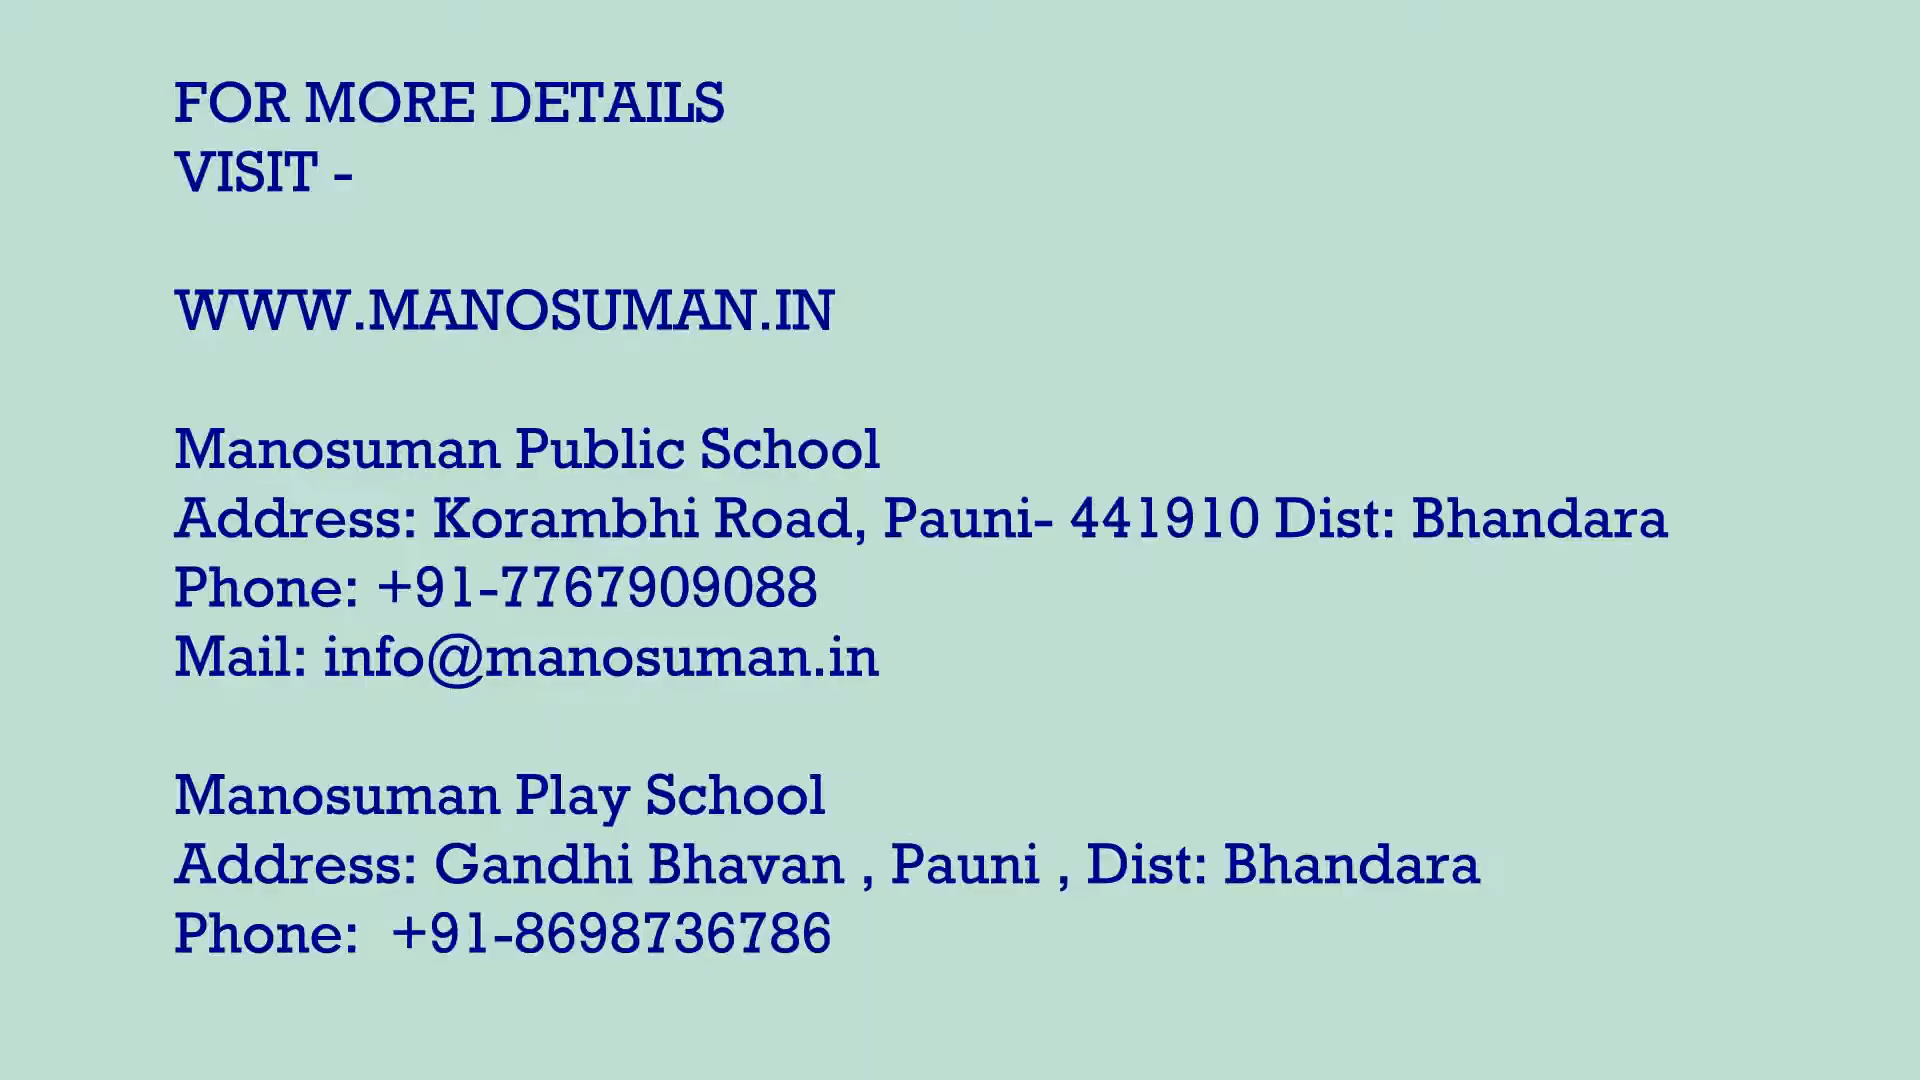 FOR MORE DETAILS
VISIT -
WWW.MANOSUMAN.IN
Manosuman Public School
Address: Korambhi Road, Pauni- 441910 Dist: Bhandara
Phone: +91-7767909088
Mail: info@manosuman.in
Manosuman Play School
Address: Gandhi Bhavan , Pauni , Dist: Bhandara
Phone:  +91-8698736786